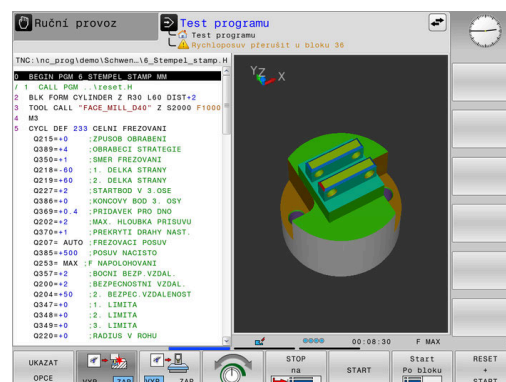 Ruční provoz
Test programu
Test programu
Rychloposuv přerušit u bloku 36
TNC:\nc_prog\demo\Schwen…\6_Stempel_stamp.H
0 BEGIN PGM 6_STEMPEL_STAMP MM
/ 1 CALL PGM ..\reset.H
2 BLK FORM CYLINDER Z R30 L60 DIST+2
3 TOOL CALL "FACE_MILL_D40" Z S2000 F1000
4 M3
5 CYCL DEF 233 CELNI FREZOVANI
Q215=+0 ;ZPUSOB OBRABENI
Q389=+4 ;OBRABECI STRATEGIE
Q350=+1 ;SMER FREZOVANI
Q218=-60 ;1. DELKA STRANY
Q219=+60 ;2. DELKA STRANY
Q227=+2 ;STARTBOD V 3.OSE
Q386=+0 ;KONCOVY BOD 3. OSY
Q369=+0.4 ;PRIDAVEK PRO DNO
Q202=+2 ;MAX. HLOUBKA PRISUVU
Q370=+1 ;PREKRYTI DRAHY NAST.
Q207= AUTO ;FREZOVACI POSUV
Q385=+500 ;POSUV NACISTO
Q253= MAX ;F NAPOLOHOVANI
Q357=+2 ;BOCNI BEZP.VZDAL.
Q200=+2 ;BEZPECNOSTNI VZDAL.
Q204=+50 ;2. BEZPEC.VZDALENOST
Q347=+0 ;1. LIMITA
Q348=+0 ;2. LIMITA
Q349=+0 ;3. LIMITA
Q220=+0 ;RADIUS V ROHU
YZ X
00:08:30 F MAX
UKAZAT
OPCE
VYP ZAP
VYP ZAP
STOP
na
START
Start
Po bloku
RESET
+
START